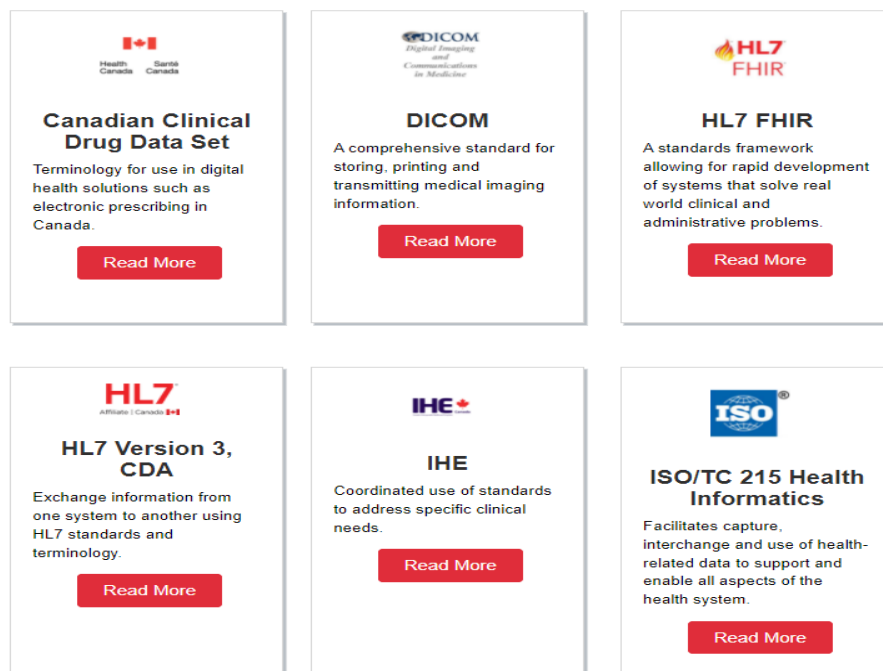 Health Santé
Canada Canada
Canadian Clinical
Drug Data Set
Terminology for use in digital
health solutions such as
electronic prescribing in
Canada.
Read More
DICOM
Digital Imaging
and
Communications
in Medicine
DICOM
A comprehensive standard for
storing, printing and
transmitting medical imaging
information.
Read More
HL7
FHIR
HL7 FHIR
A standards framework
allowing for rapid development
of systems that solve real
world clinical and
administrative problems.
Read More
HL7
Affiliate | Canada
HL7 Version 3,
CDA
Exchange information from
one system to another using
HL7 standards and
terminology.
Read More
IHE
Canada
IHE
Coordinated use of standards
to address specific clinical
needs.
Read More
ISO®
ISO/TC 215 Health
Informatics
Facilitates capture,
interchange and use of health-
related data to support and
enable all aspects of the
health system.
Read More